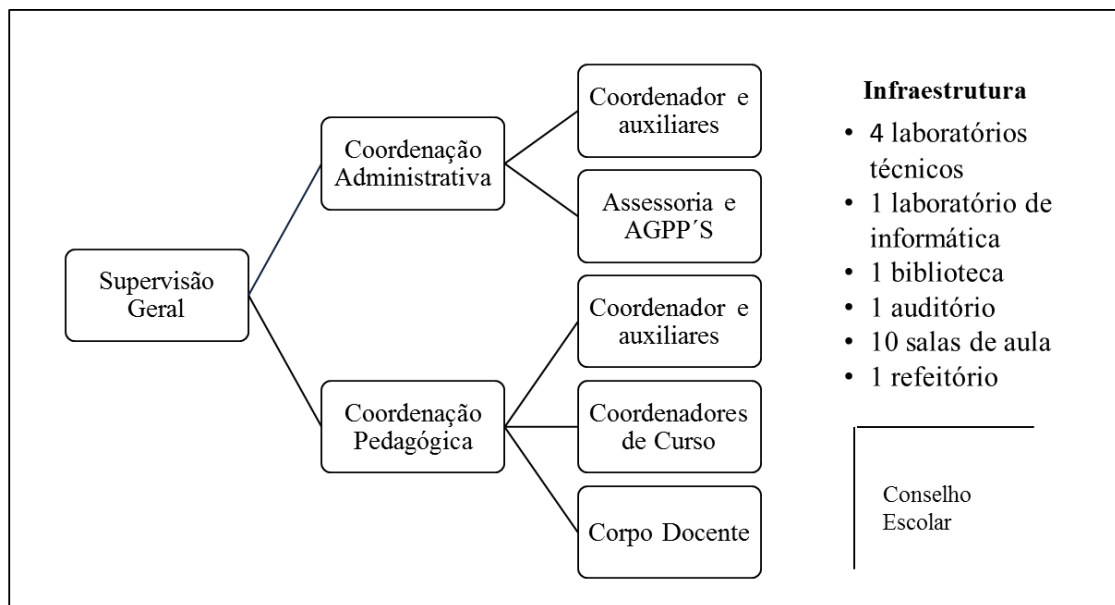 Supervisão
Geral
Coordenação
Administrativa
Coordenador e
auxiliares
Assessoria e
AGPP´S
Coordenação
Pedagógica
Coordenador e
auxiliares
Coordenadores
de Curso
Corpo Docente
Infraestrutura
• 4 laboratórios
técnicos
• 1 laboratório de
informática
• 1 biblioteca
• 1 auditório
• 10 salas de aula
• 1 refeitório
Conselho
Escolar